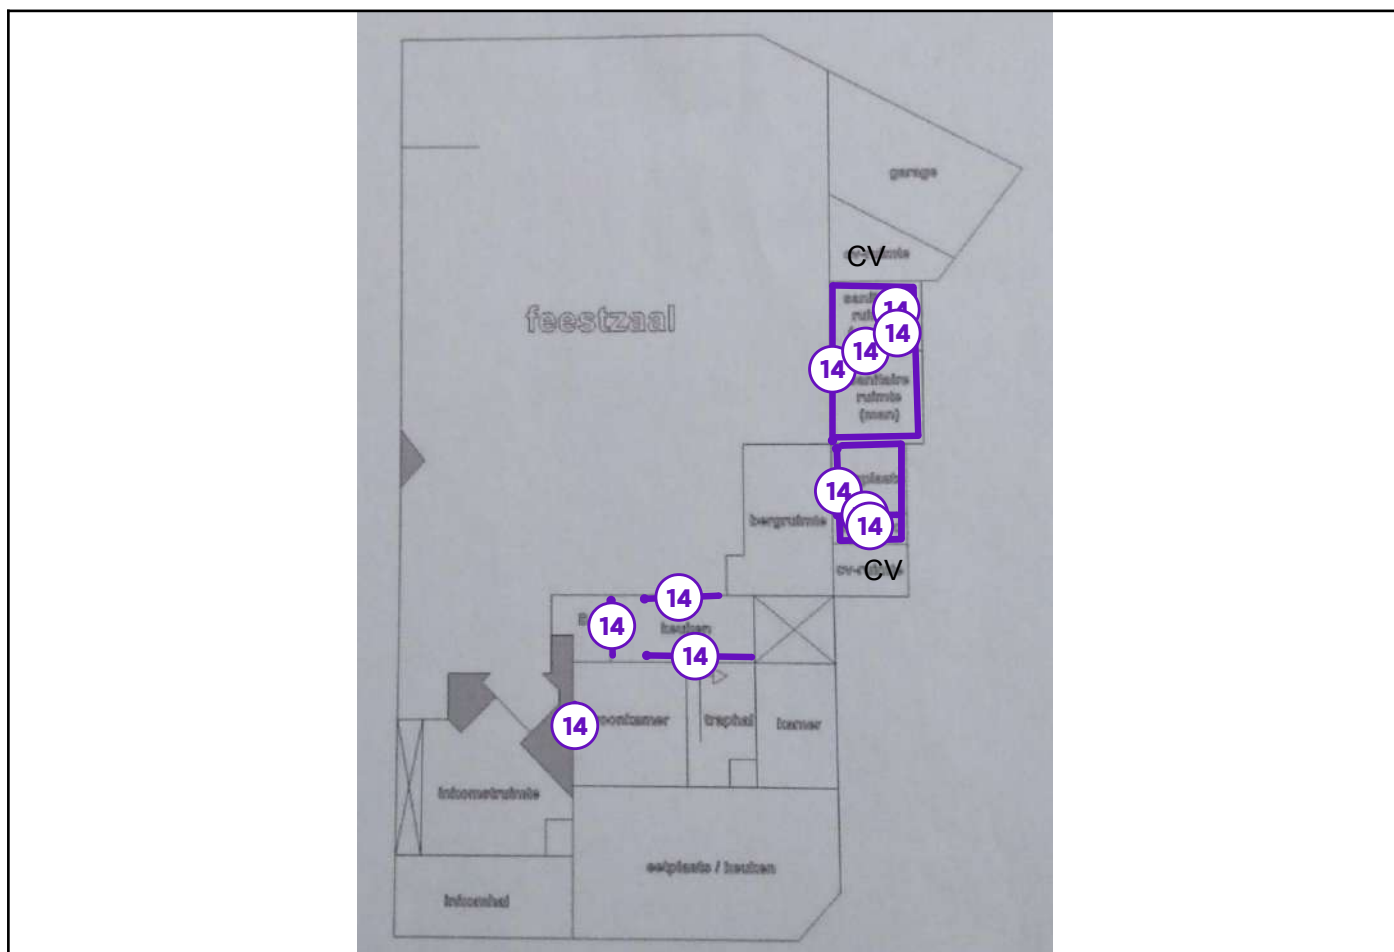 garage
CV
feestzaal
14
14
14
14
sanitaire
ruimte
(man)
14
14
bergruimte
CV
14
14
keuken
14
14
traphal
kamer
inkomstruimte
eetplaats / keuken
inkomhal